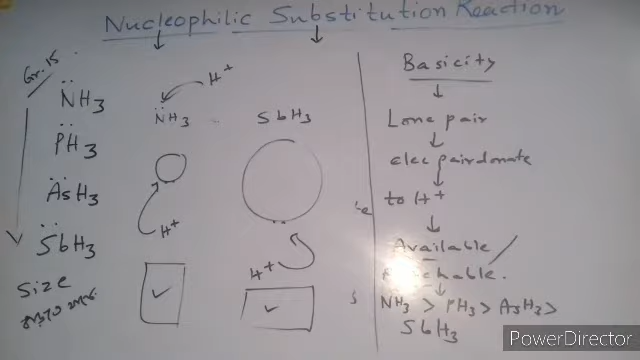 Nucleophilic Substitution Reaction
Gr. 15
NH3
PH3
AsH3
SbH3
Size
H+
NH3
SbH3
H+
H+
Basicity
Lone pair
elec pair donate
to H+
Available /
NH3 > PH3 > AsH3 >
SbH3
PowerDirector